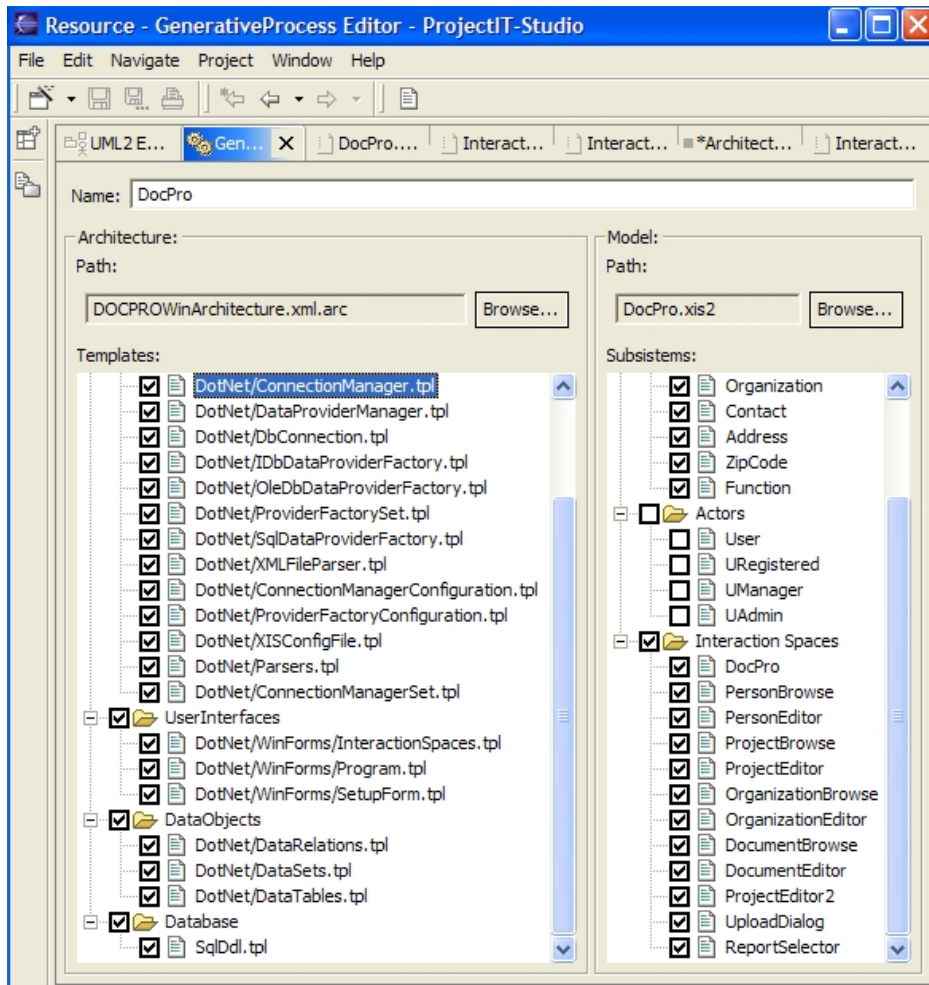 Resource - GenerativeProcess Editor - ProjectIT-Studio
File Edit Navigate Project Window Help
UML2 E... Gen... DocPro.... Interact... Interact... *Architect... Interact...
Name: DocPro
Architecture:
Path:
DOCPROWinArchitecture.xml.arc Browse...
Templates:
DotNet/ConnectionManager.tpl
DotNet/DataProviderManager.tpl
DotNet/DbConnection.tpl
DotNet/IDbDataProviderFactory.tpl
DotNet/OleDbDataProviderFactory.tpl
DotNet/ProviderFactorySet.tpl
DotNet/SqlDataProviderFactory.tpl
DotNet/XMLFileParser.tpl
DotNet/ConnectionManagerConfiguration.tpl
DotNet/ProviderFactoryConfiguration.tpl
DotNet/XISConfigFile.tpl
DotNet/Parsers.tpl
DotNet/ConnectionManagerSet.tpl
UserInterfaces
DotNet/WinForms/InteractionSpaces.tpl
DotNet/WinForms/Program.tpl
DotNet/WinForms/SetupForm.tpl
DataObjects
DotNet/DataRelations.tpl
DotNet/DataSets.tpl
DotNet/DataTables.tpl
Database
SqlDdl.tpl
Model:
Path:
DocPro.xis2 Browse...
Subsistems:
Organization
Contact
Address
ZipCode
Function
Actors
User
URegistered
UManager
UAdmin
Interaction Spaces
DocPro
PersonBrowse
PersonEditor
ProjectBrowse
ProjectEditor
OrganizationBrowse
OrganizationEditor
DocumentBrowse
DocumentEditor
ProjectEditor2
UploadDialog
ReportSelector